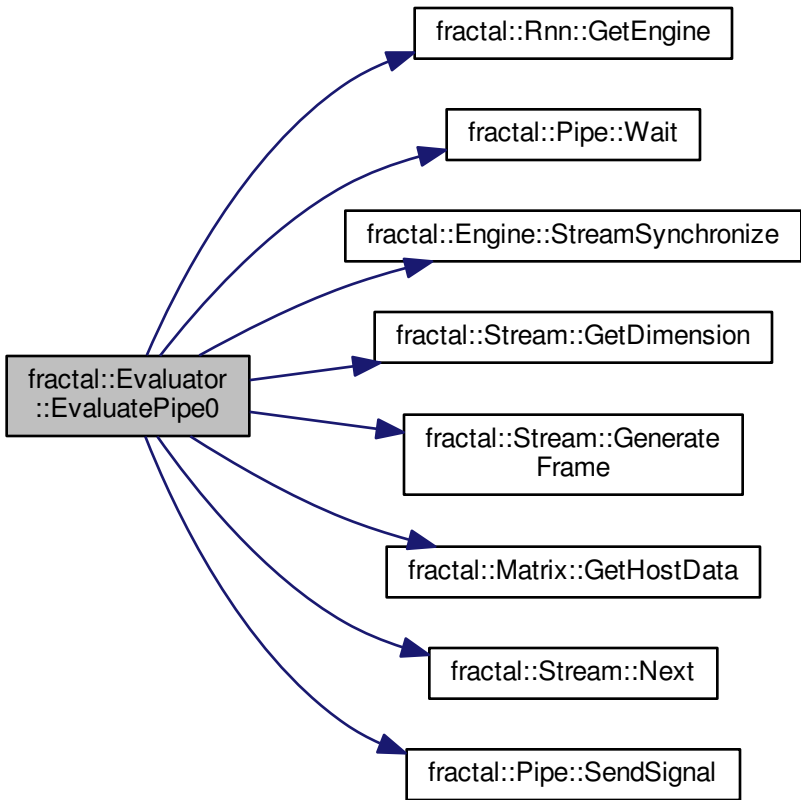 fractal::Rnn::GetEngine
fractal::Pipe::Wait
fractal::Engine::StreamSynchronize
fractal::Stream::GetDimension
fractal::Evaluator
::EvaluatePipe0
fractal::Stream::Generate
Frame
fractal::Matrix::GetHostData
fractal::Stream::Next
fractal::Pipe::SendSignal